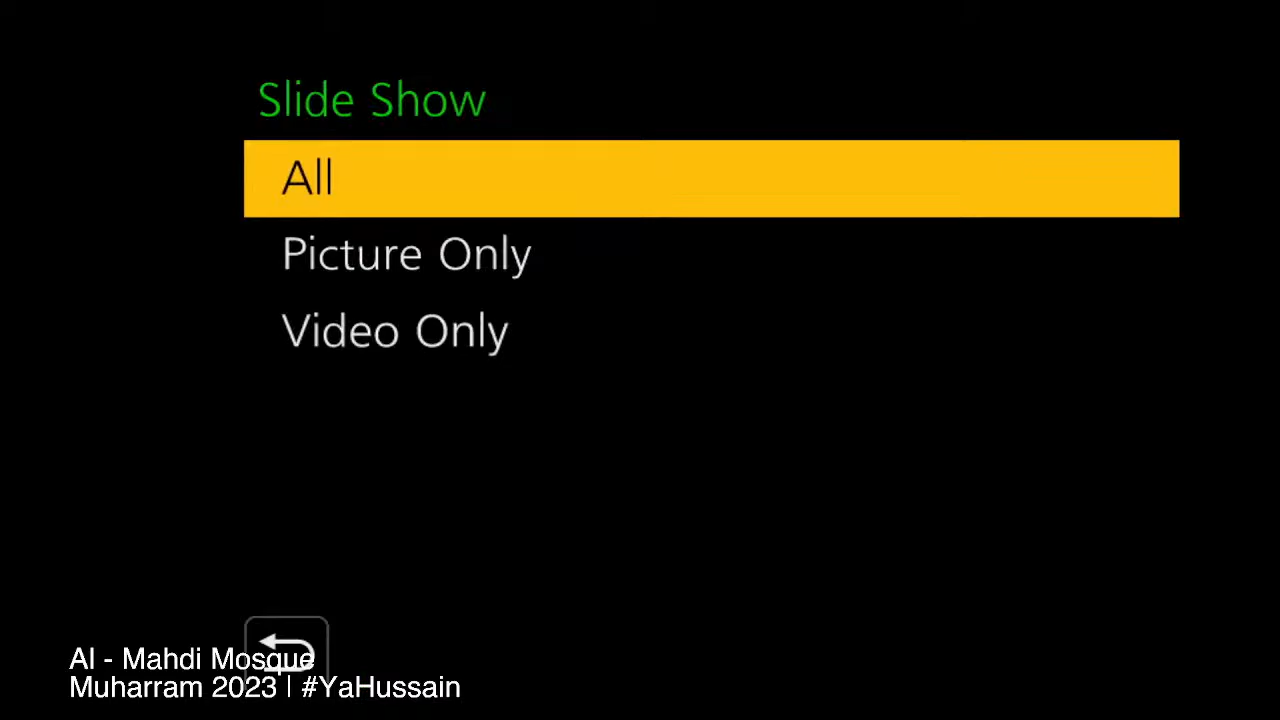 Slide Show
All
Picture Only
Video Only
Al - Mahdi Mosque
Muharram 2023 | #YaHussain